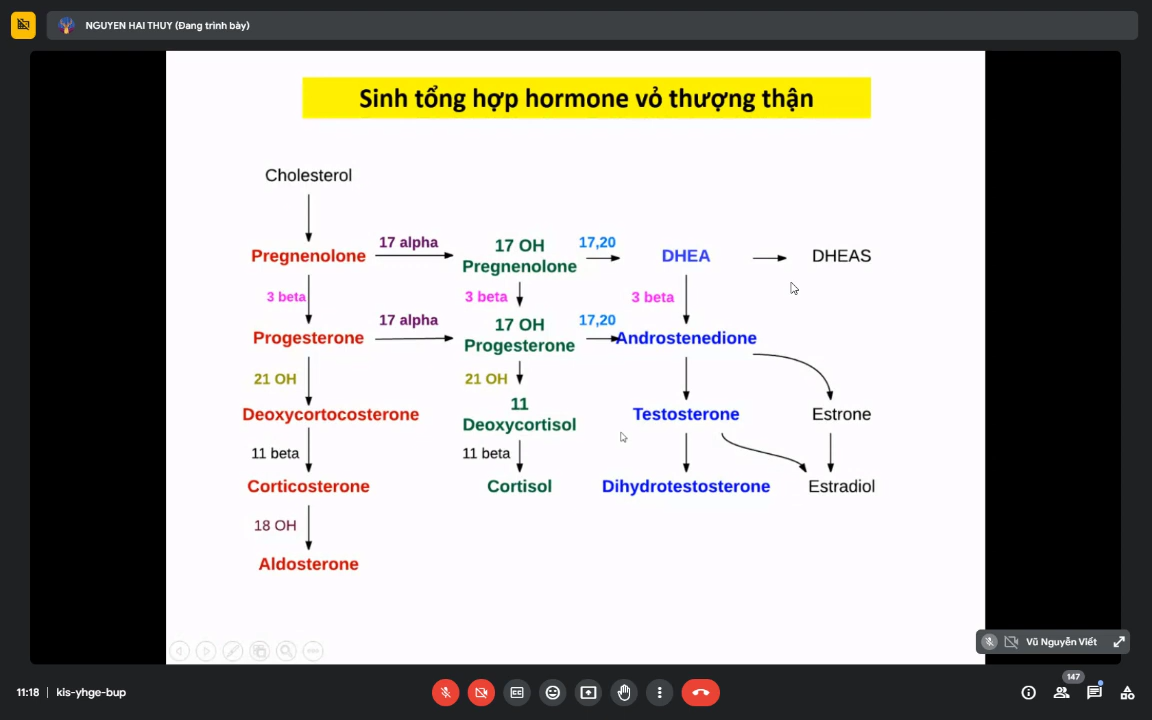 NGUYEN HAI THUY (Đang trình bày)
Sinh tổng hợp hormone vỏ thượng thận
Cholesterol
17 alpha
17 OH
17,20
Pregnenolone
Pregnenolone
DHEA
DHEAS
3 beta
3 beta
3 beta
17 alpha
17 OH
17,20
Progesterone
Progesterone
Androstenedione
21 OH
21 OH
Deoxycortocosterone
11
Deoxycortisol
Testosterone
Estrone
11 beta
11 beta
Corticosterone
Cortisol
Dihydrotestosterone
Estradiol
18 OH
Aldosterone
Vũ Nguyễn Viết
11:18 | kis-yhge-bup
147